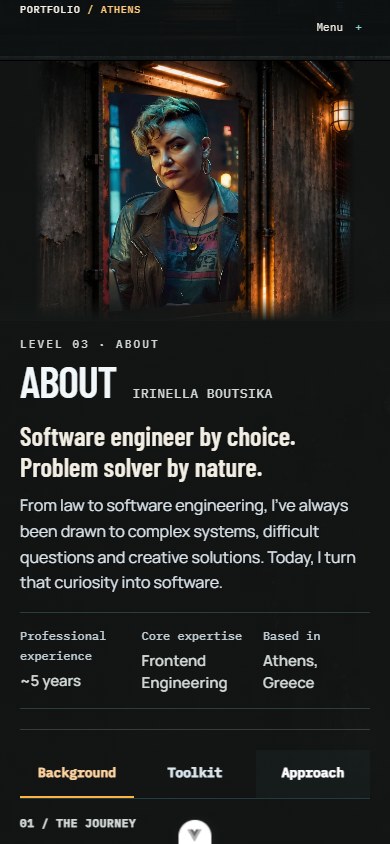 PORTFOLIO / ATHENS
Menu +
LEVEL 03 · ABOUT
ABOUT IRINELLA BOUTSIKA
Software engineer by choice.
Problem solver by nature.
From law to software engineering, I've always
been drawn to complex systems, difficult
questions and creative solutions. Today, I turn
that curiosity into software.
Professional
experience
~5 years
Core expertise
Frontend
Engineering
Based in
Athens,
Greece
Background Toolkit Approach
01 / THE JOURNEY